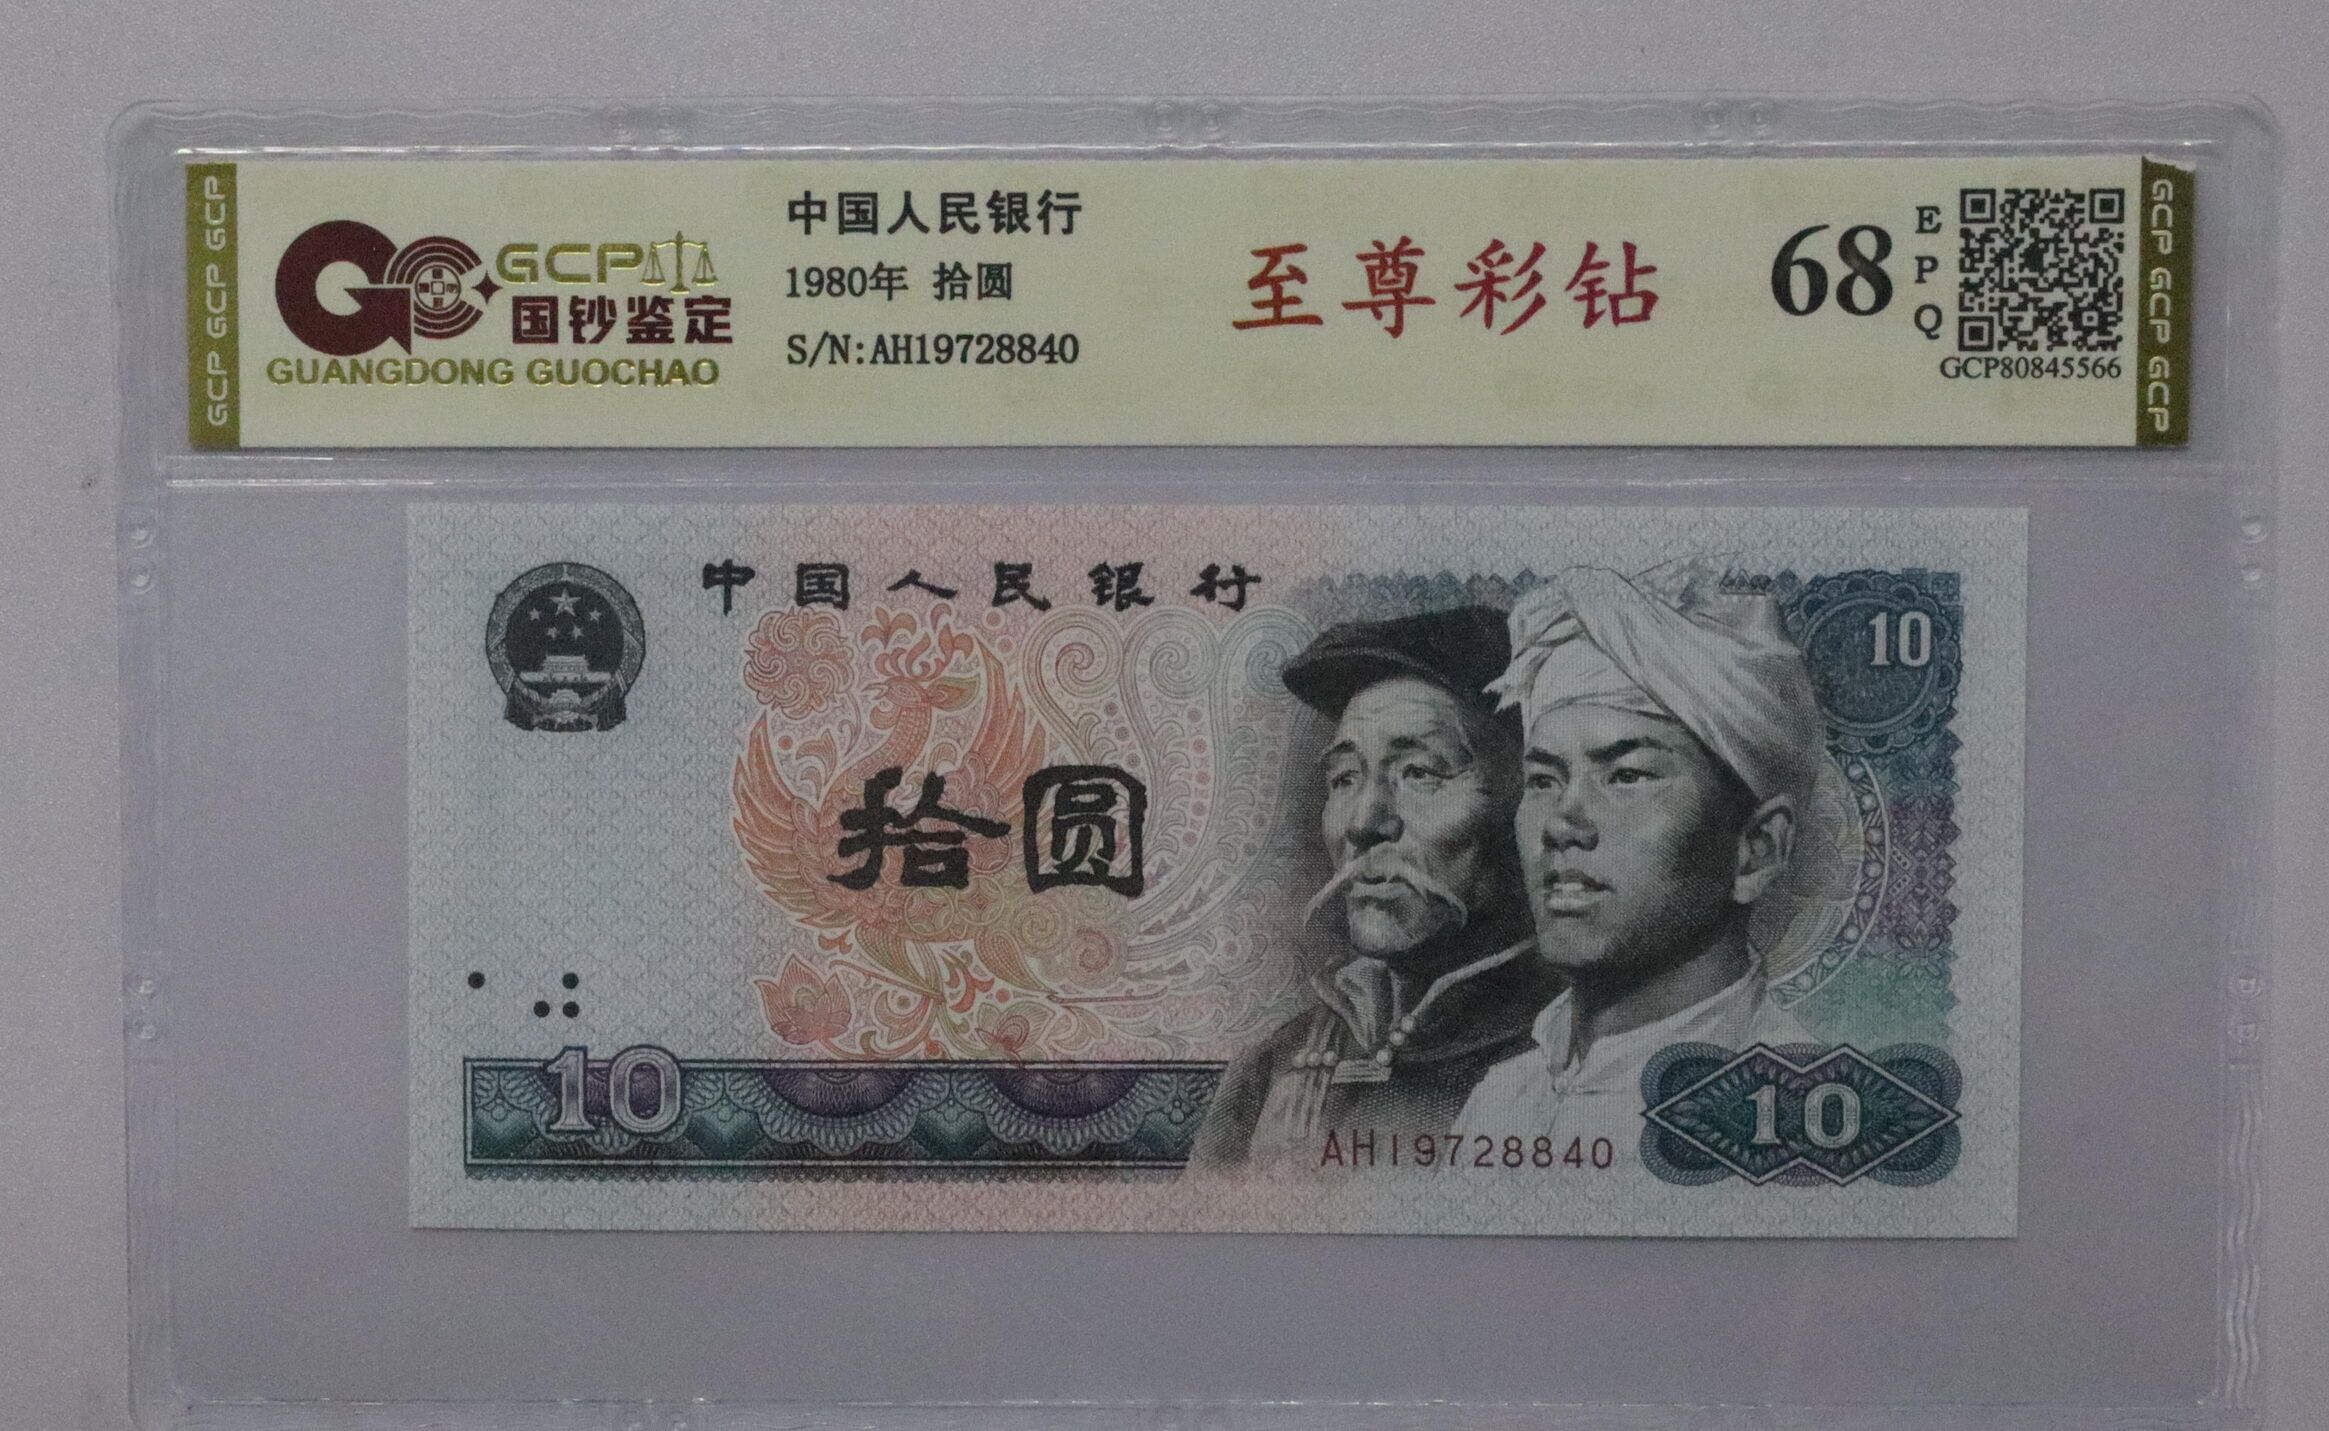 GCP GCP GCP
GCP
国钞鉴定
GUANGDONG GUOCHAO
中国人民银行
1980年 拾圆
S/N:AH19728840
至尊彩钻
68
EPQ
GCP80845566
GCP GCP GCP
中国人民银行
10
拾圆
10
AH19728840
10